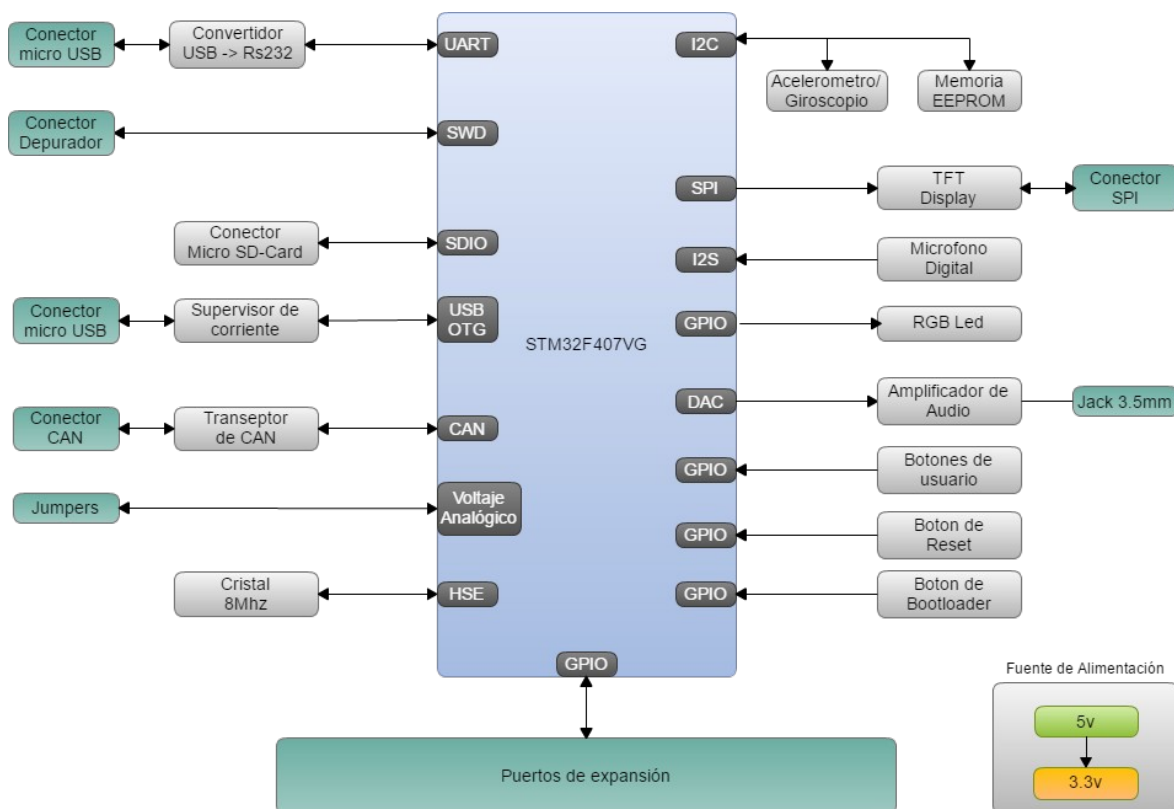 Conector
micro USB
Convertidor
USB -> Rs232
UART
Conector
Depurador
SWD
Conector
Micro SD-Card
SDIO
Conector
micro USB
Supervisor de
corriente
USB
OTG
Conector
CAN
Transeptor
de CAN
CAN
Jumpers
Voltaje
Analógico
Cristal
8Mhz
HSE
STM32F407VG
I2C
Acelerometro/
Giroscopio
Memoria
EEPROM
SPI
TFT
Display
Conector
SPI
I2S
Microfono
Digital
GPIO
RGB Led
DAC
Amplificador de
Audio
Jack 3.5mm
GPIO
Botones de
usuario
GPIO
Boton de
Reset
GPIO
Boton de
Bootloader
GPIO
Puertos de expansión
Fuente de Alimentación
5v
3.3v